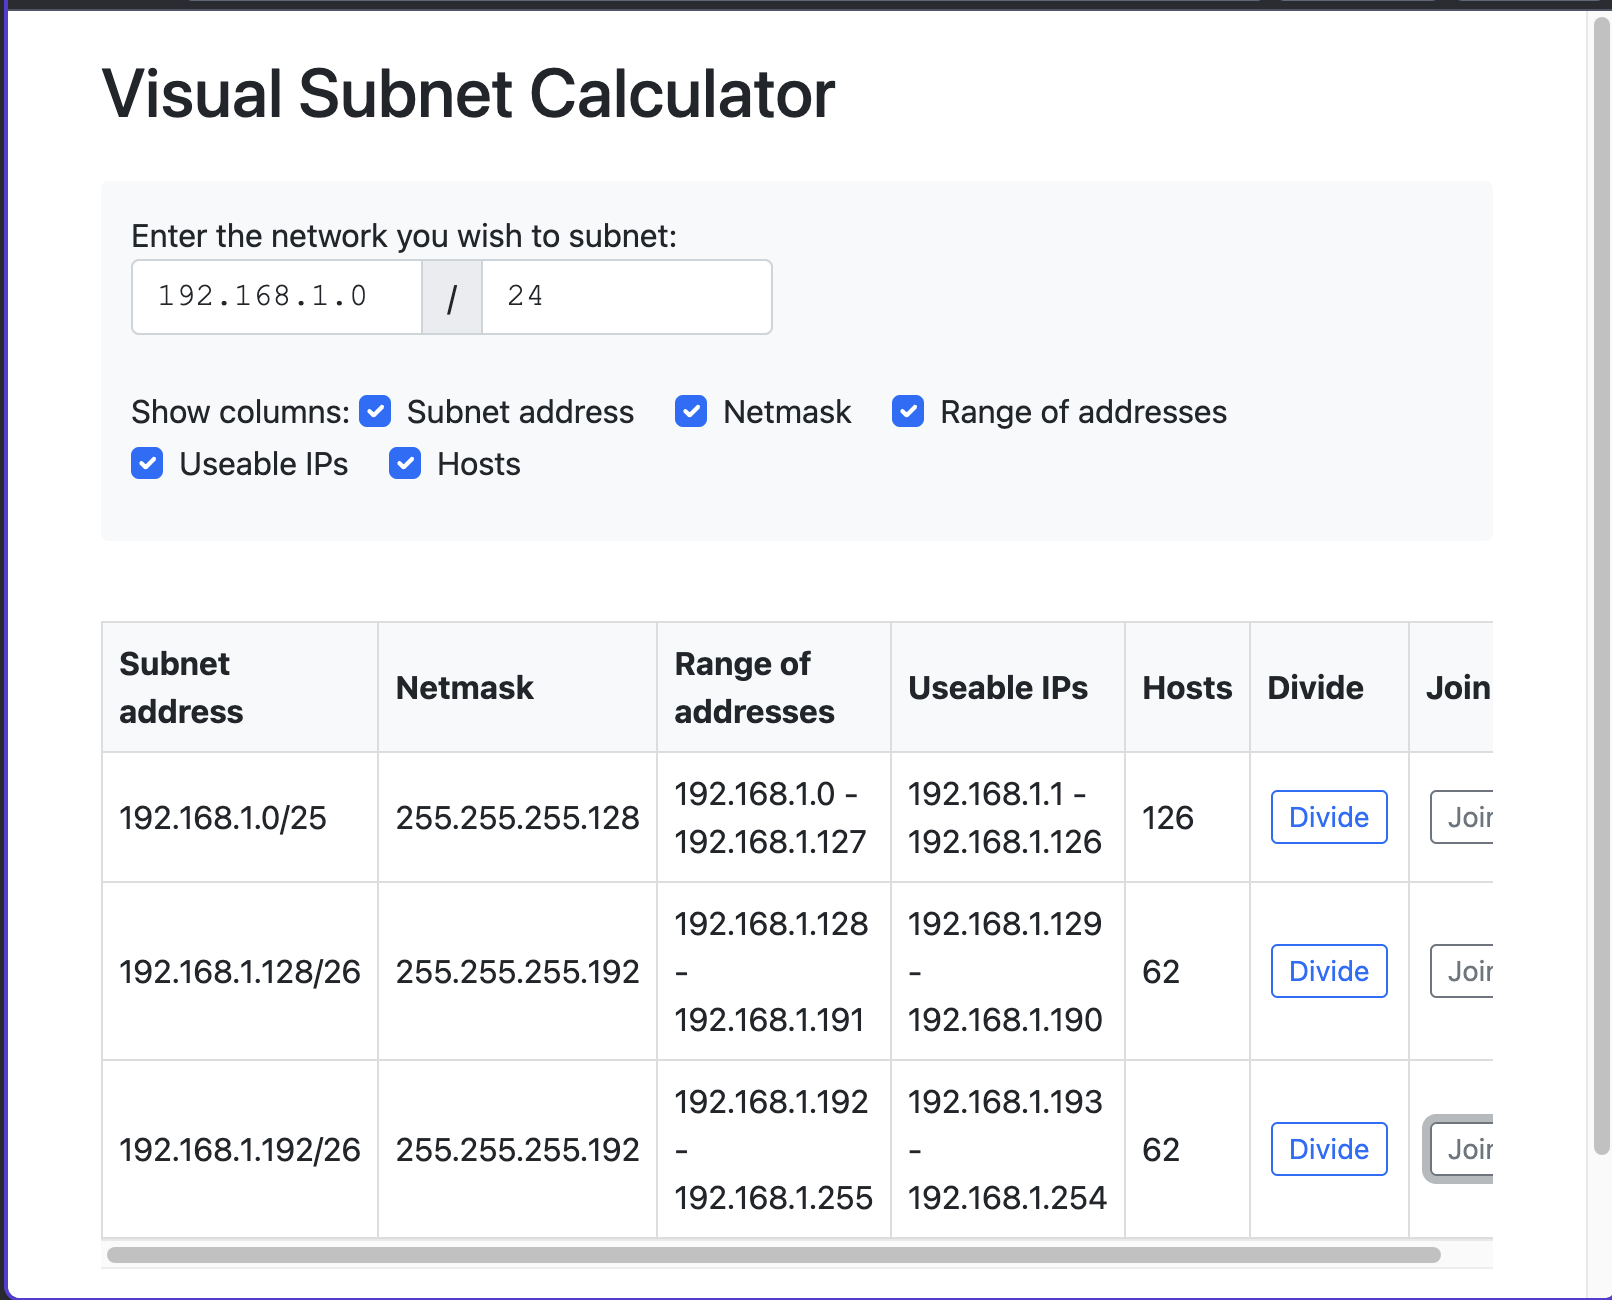 Visual Subnet Calculator
Enter the network you wish to subnet:
192.168.1.0 / 24
Show columns: Subnet address Netmask Range of addresses
Useable IPs Hosts
Subnet address Netmask Range of addresses Useable IPs Hosts Divide Join
192.168.1.0/25 255.255.255.128 192.168.1.0 - 192.168.1.127 192.168.1.1 - 192.168.1.126 126 Divide Join
192.168.1.128/26 255.255.255.192 192.168.1.128 - 192.168.1.191 192.168.1.129 - 192.168.1.190 62 Divide Join
192.168.1.192/26 255.255.255.192 192.168.1.192 - 192.168.1.255 192.168.1.193 - 192.168.1.254 62 Divide Join